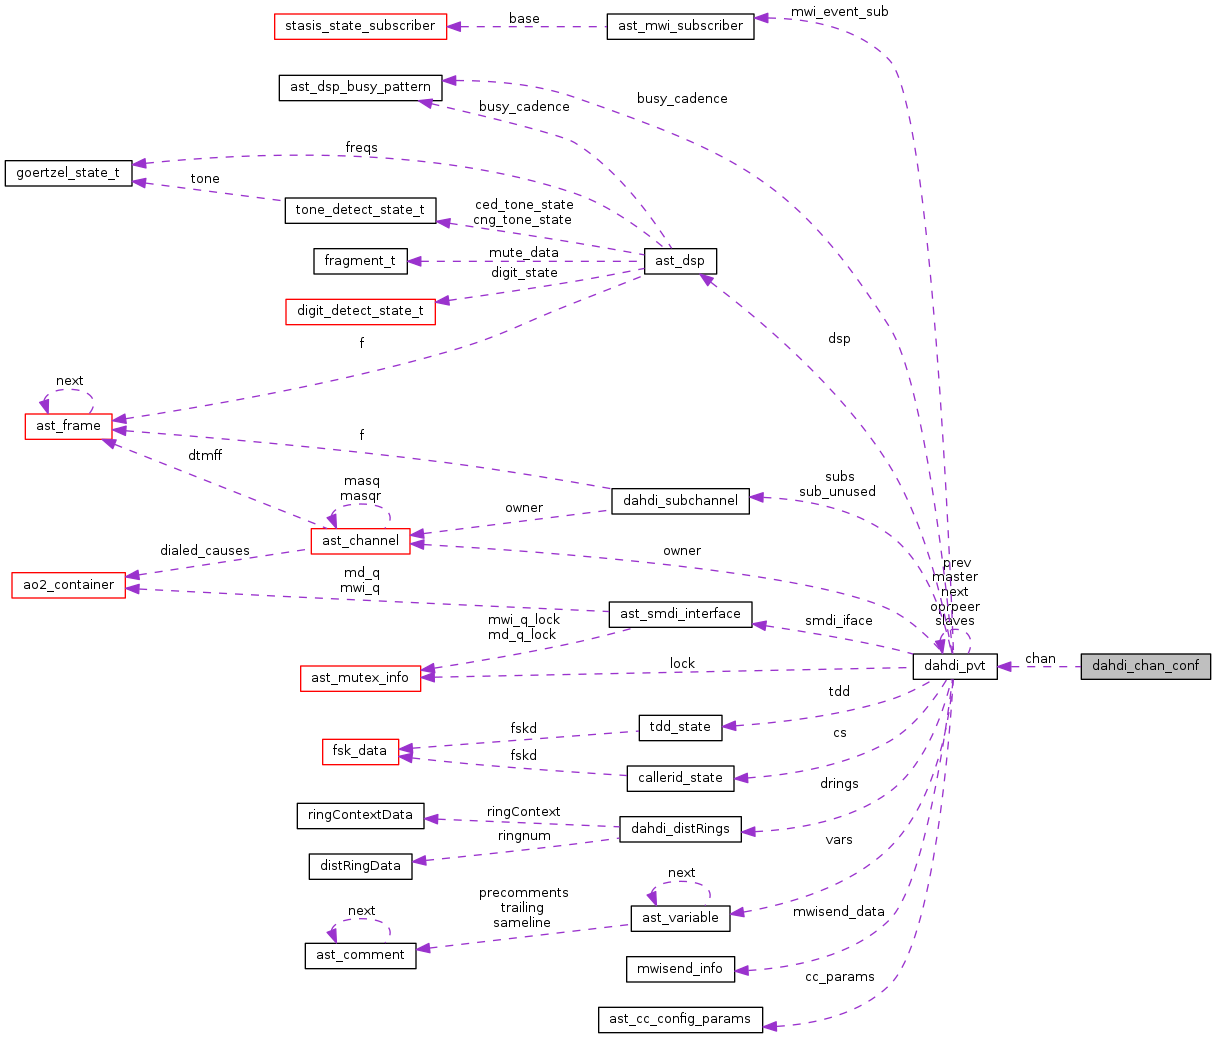 mwi_event_sub
stasis_state_subscriber
base
ast_mwi_subscriber
ast_dsp_busy_pattern
busy_cadence
busy_cadence
freqs
goertzel_state_t
tone
tone_detect_state_t
ced_tone_state
cng_tone_state
fragment_t
mute_data
ast_dsp
digit_state
digit_detect_state_t
dsp
f
next
ast_frame
f
dtmff
masq
masqr
subs
sub_unused
dahdi_subchannel
owner
ast_channel
dialed_causes
owner
prev
master
next
oprpeer
slaves
ao2_container
md_q
mwi_q
ast_smdi_interface
smdi_iface
mwi_q_lock
md_q_lock
ast_mutex_info
lock
dahdi_pvt
chan
dahdi_chan_conf
tdd
fskd
tdd_state
cs
fsk_data
fskd
callerid_state
drings
ringContextData
ringContext
dahdi_distRings
ringnum
vars
distRingData
next
precomments
trailing
sameline
ast_variable
mwisend_data
next
ast_comment
mwisend_info
cc_params
ast_cc_config_params